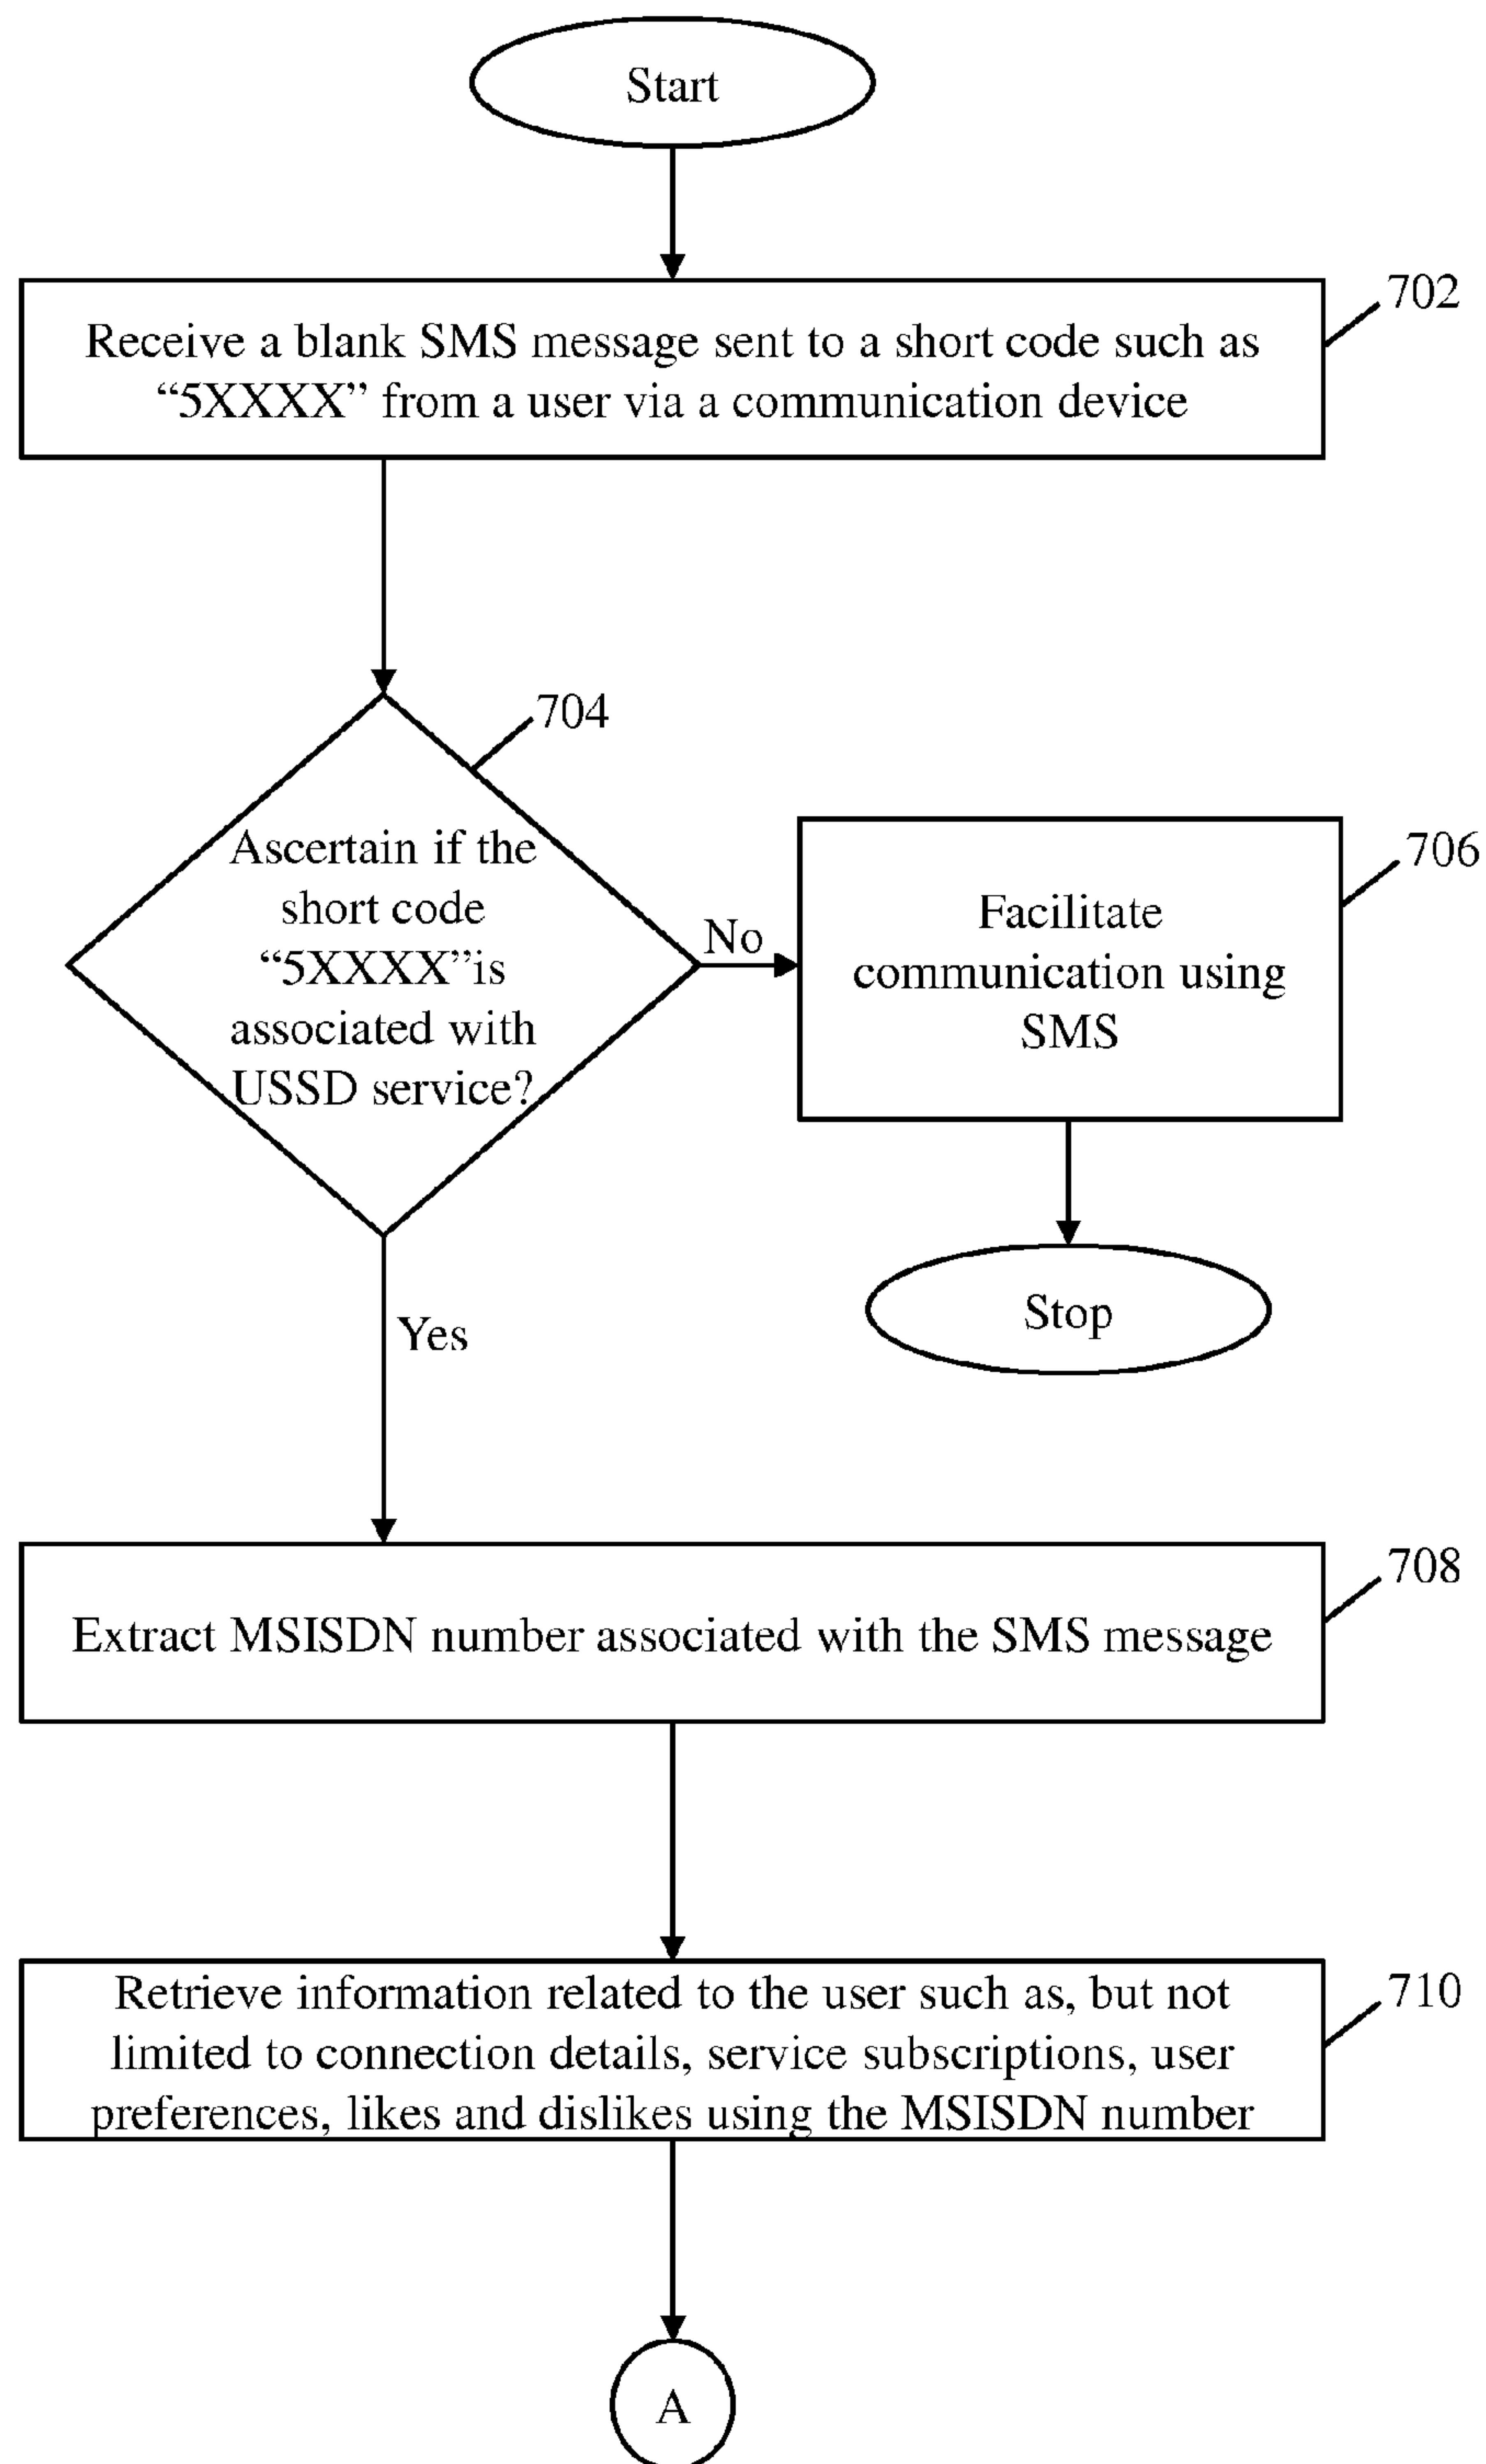 Start
702
Receive a blank SMS message sent to a short code such as
“5XXXX” from a user via a communication device
704
Ascertain if the
short code
“5XXXX”is
associated with
USSD service?
No
706
Facilitate
communication using
SMS
Stop
Yes
708
Extract MSISDN number associated with the SMS message
710
Retrieve information related to the user such as, but not
limited to connection details, service subscriptions, user
preferences, likes and dislikes using the MSISDN number
A